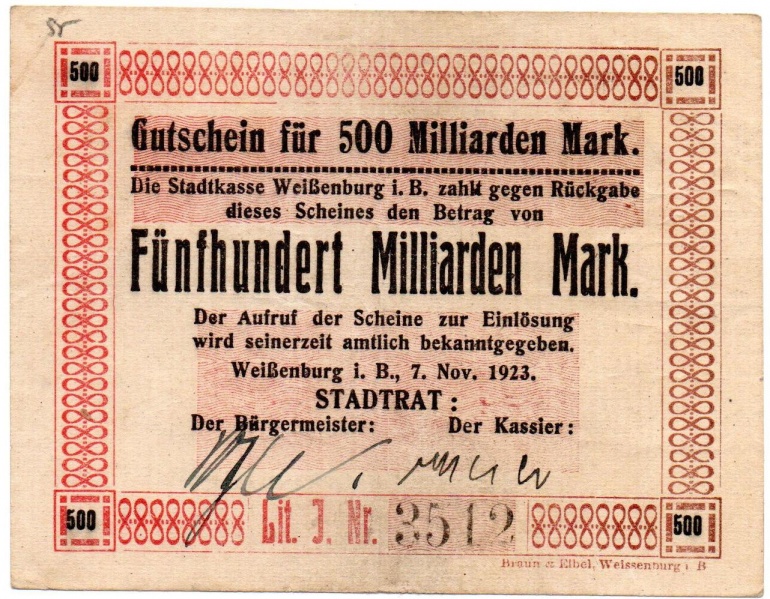 500 500
Gutschein für 500 Milliarden Mark.
Die Stadtkasse Weißenburg i. B. zahlt gegen Rückgabe
dieses Scheines den Betrag von
Fünfhundert Milliarden Mark.
Der Aufruf der Scheine zur Einlösung
wird seinerzeit amtlich bekanntgegeben.
Weißenburg i. B., 7. Nov. 1923.
STADTRAT :
Der Bürgermeister: Der Kassier :
500 Lit. J. Nr. 3512 500
Braun & Elbel, Weissenburg i B